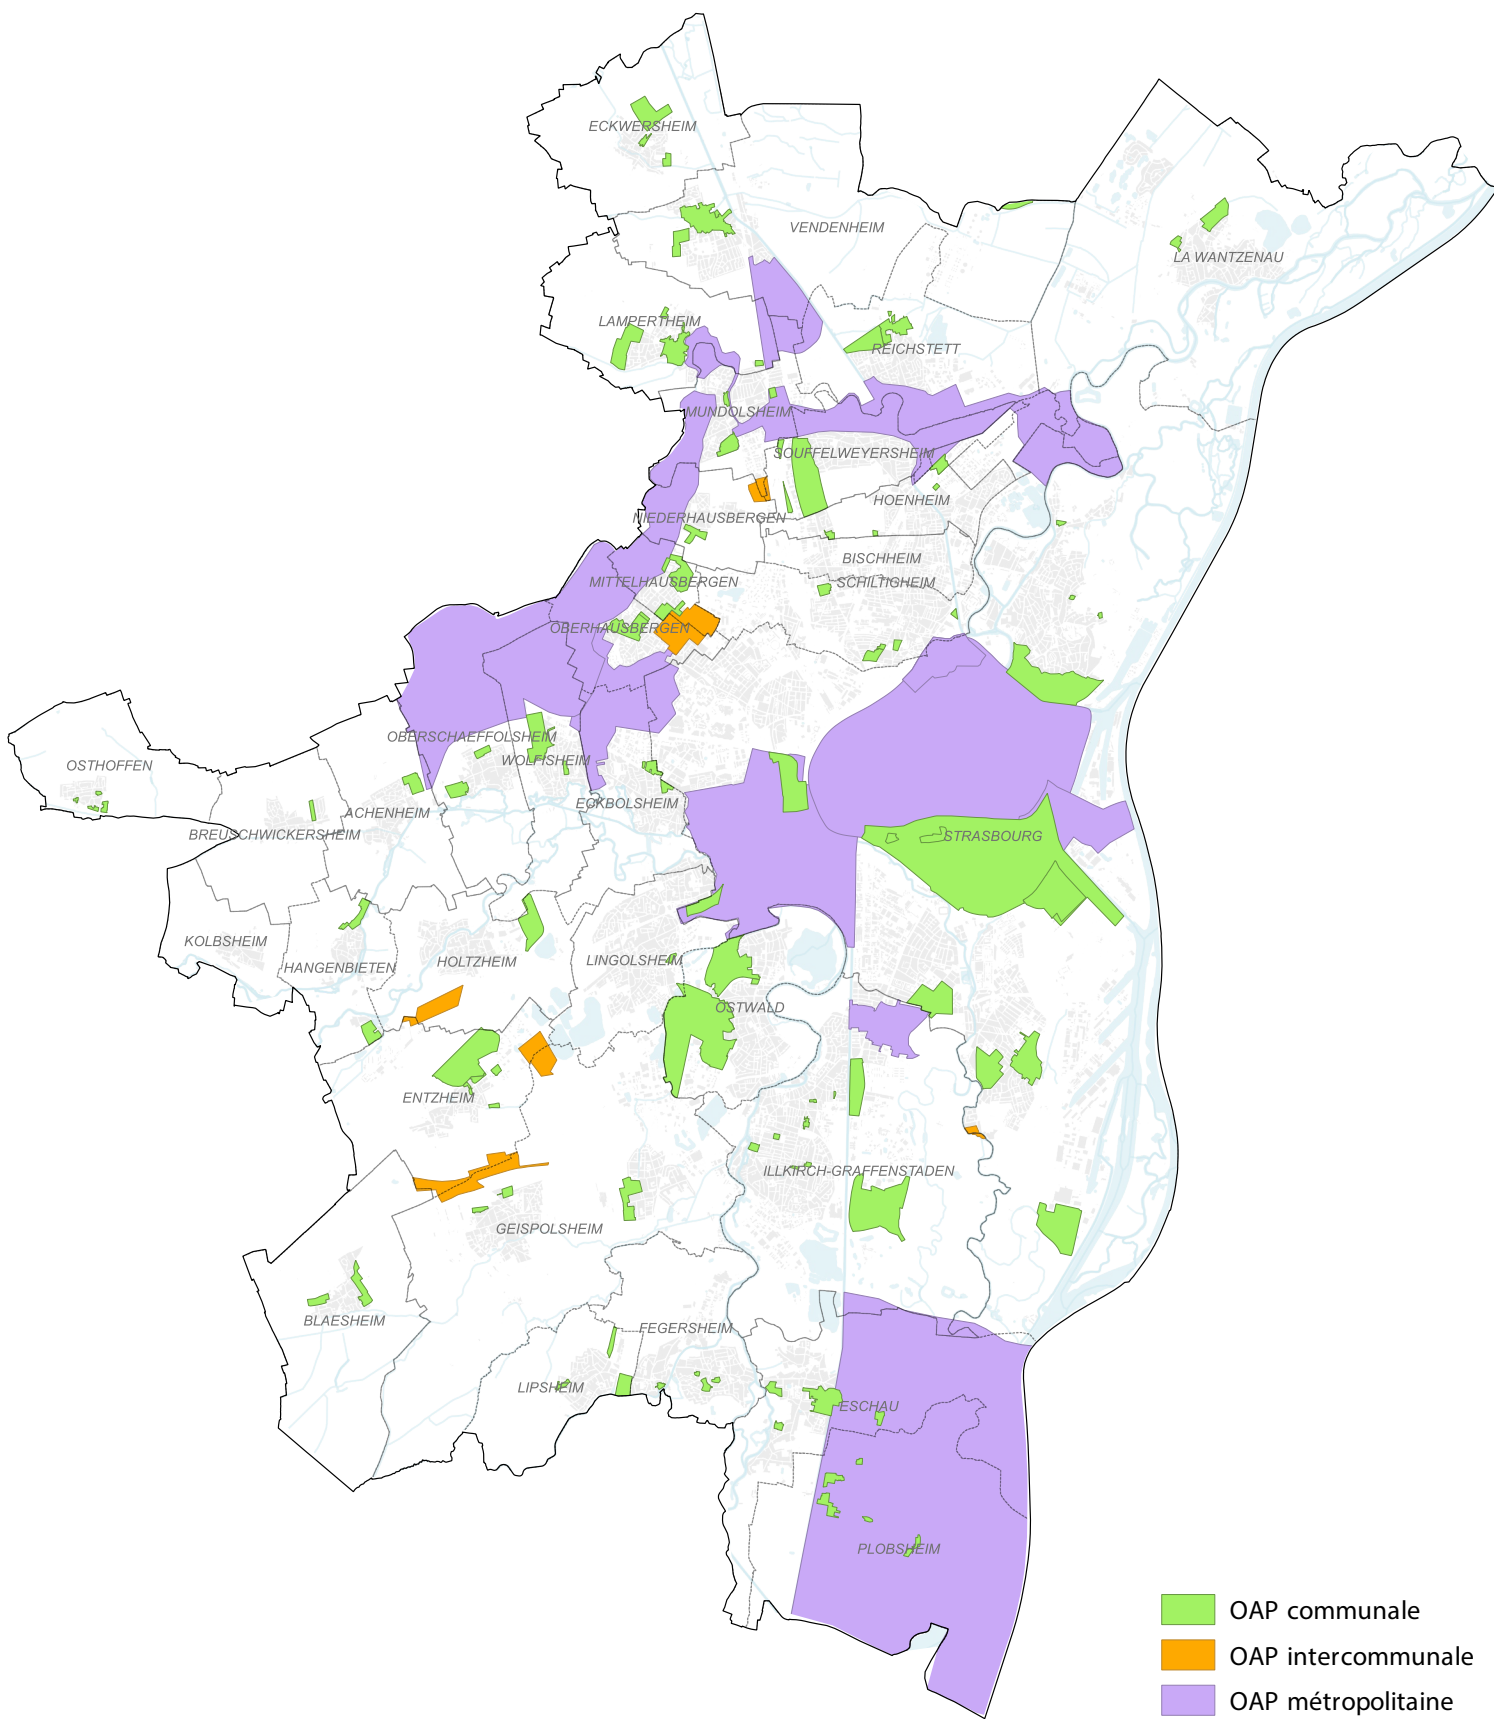 ECKWERSHEIM
VENDENHEIM
LA WANTZENAU
LAMPERTHEIM
REICHSTETT
MUNDOLSHEIM
SOUFFELWEYERSHEIM
HOENHEIM
NIEDERHAUSBERGEN
BISCHHEIM
MITTELHAUSBERGEN
SCHILTIGHEIM
OBERHAUSBERGEN
OBERSCHAEFFOLSHEIM
WOLFISHEIM
OSTHOFFEN
ECKBOLSHEIM
ACHENHEIM
BREUSCHWICKERSHEIM
STRASBOURG
KOLBSHEIM
HANGENBIETEN
HOLTZHEIM
LINGOLSHEIM
OSTWALD
ENTZHEIM
ILLKIRCH-GRAFFENSTADEN
GEISPOLSHEIM
BLAESHEIM
FEGERSHEIM
LIPSHEIM
ESCHAU
PLOBSHEIM
OAP communale
OAP intercommunale
OAP métropolitaine